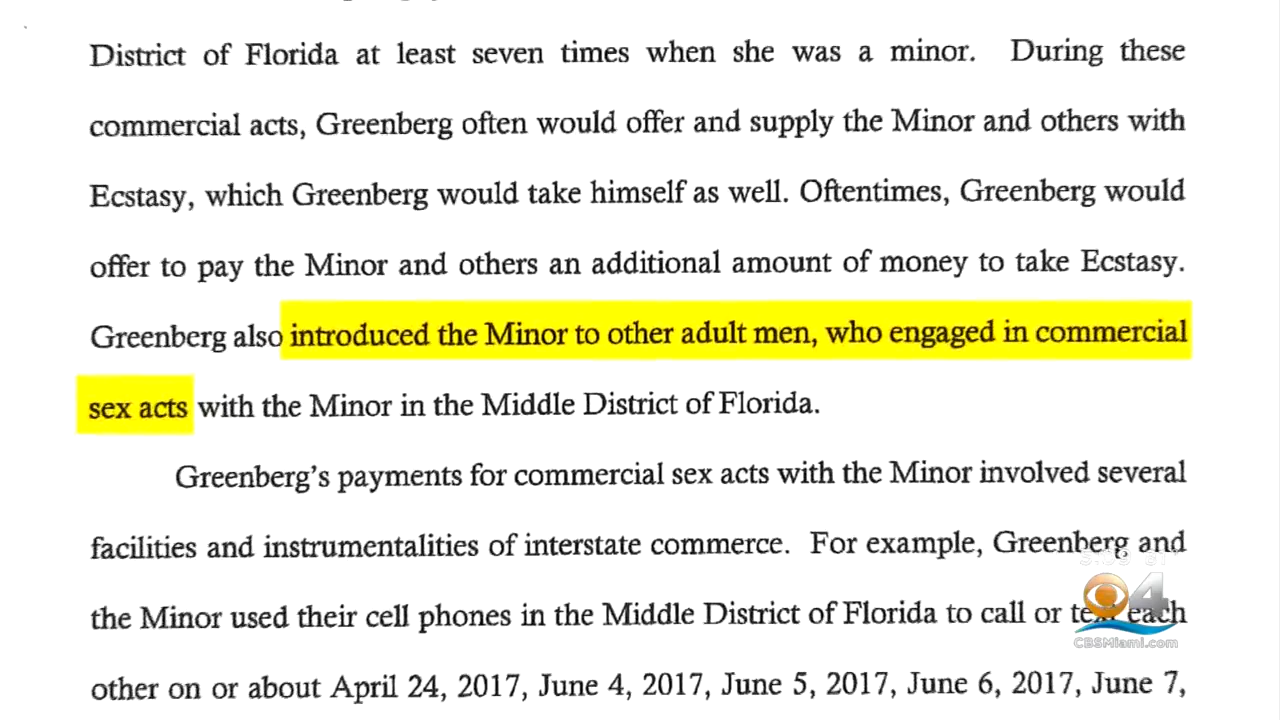 District of Florida at least seven times when she was a minor. During these
commercial acts, Greenberg often would offer and supply the Minor and others with
Ecstasy, which Greenberg would take himself as well. Oftentimes, Greenberg would
offer to pay the Minor and others an additional amount of money to take Ecstasy.
Greenberg also introduced the Minor to other adult men, who engaged in commercial
sex acts with the Minor in the Middle District of Florida.
Greenberg's payments for commercial sex acts with the Minor involved several
facilities and instrumentalities of interstate commerce. For example, Greenberg and
the Minor used their cell phones in the Middle District of Florida to call or text each
other on or about April 24, 2017, June 4, 2017, June 5, 2017, June 6, 2017, June 7,
4
CBSMiami.com